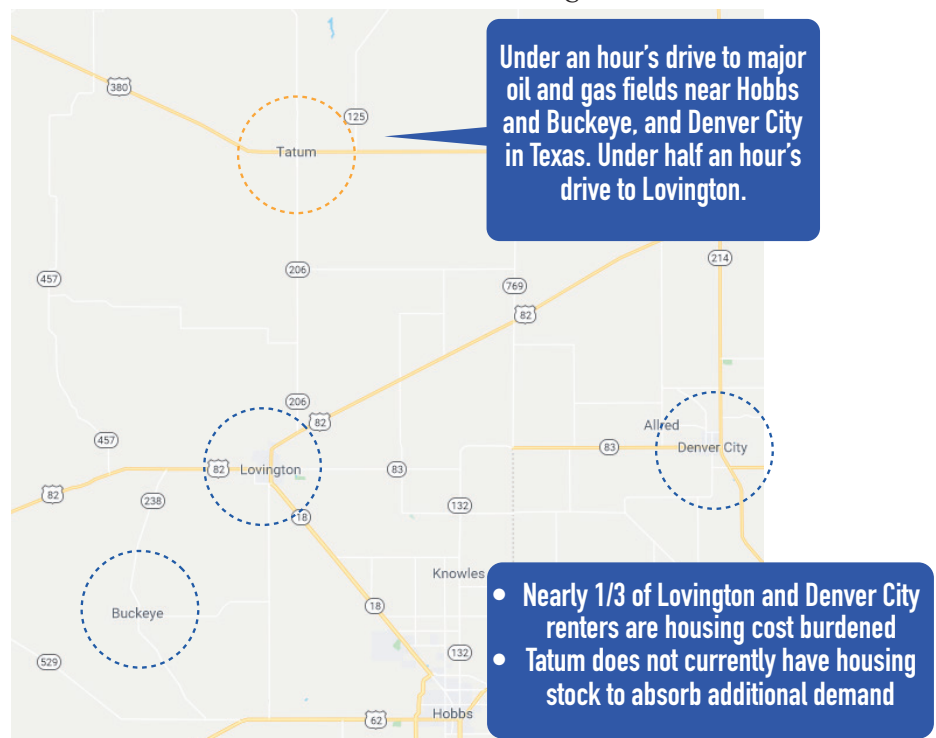 380
125
Tatum
Under an hour’s drive to major
oil and gas fields near Hobbs
and Buckeye, and Denver City
in Texas. Under half an hour’s
drive to Lovington.
214
206
457
769
82
206
82
Allred
457
83
Denver City
82
Lovington
83
82
238
132
18
Knowles
Buckeye
18
132
529
Hobbs
62
• Nearly 1/3 of Lovington and Denver City
renters are housing cost burdened
• Tatum does not currently have housing
stock to absorb additional demand